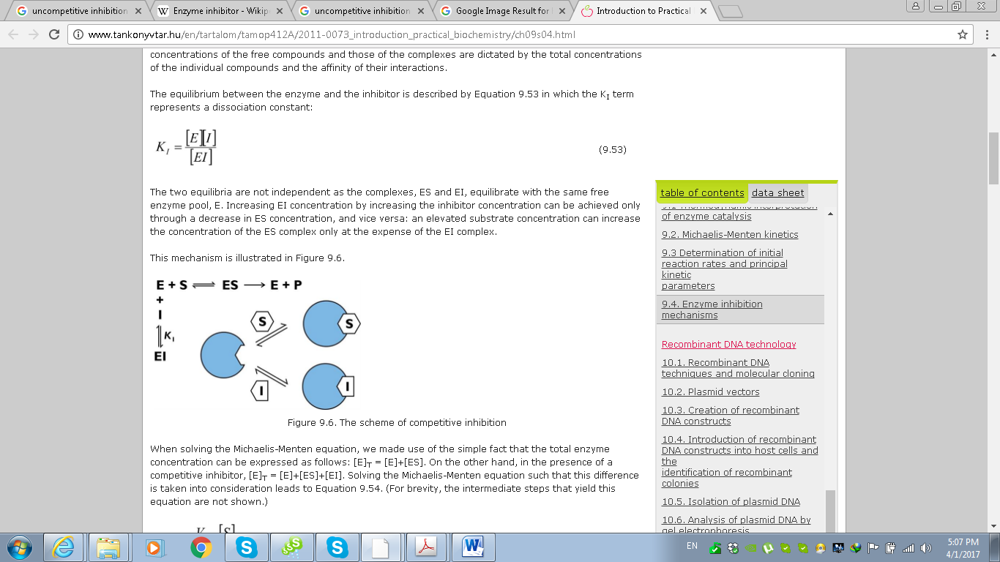 uncompetitive inhibition
Enzyme inhibitor - Wikip
uncompetitive inhibition
Google Image Result for
Introduction to Practical
www.tankonyvtar.hu/en/tartalom/tamop412A/2011-0073_introduction_practical_biochemistry/ch09s04.html
concentrations of the free compounds and those of the complexes are dictated by the total concentrations
of the individual compounds and the affinity of their interactions.
The equilibrium between the enzyme and the inhibitor is described by Equation 9.53 in which the KI term
represents a dissociation constant:
KI = [E][I]
[EI]
(9.53)
The two equilibria are not independent as the complexes, ES and EI, equilibrate with the same free
enzyme pool, E. Increasing EI concentration by increasing the inhibitor concentration can be achieved only
through a decrease in ES concentration, and vice versa: an elevated substrate concentration can increase
the concentration of the ES complex only at the expense of the EI complex.
This mechanism is illustrated in Figure 9.6.
E + S ⇌ ES → E + P
+
I
KI
EI
S
S
I
I
Figure 9.6. The scheme of competitive inhibition
When solving the Michaelis-Menten equation, we made use of the simple fact that the total enzyme
concentration can be expressed as follows: [E]T = [E]+[ES]. On the other hand, in the presence of a
competitive inhibitor, [E]T = [E]+[ES]+[EI]. Solving the Michaelis-Menten equation such that this difference
is taken into consideration leads to Equation 9.54. (For brevity, the intermediate steps that yield this
equation are not shown.)
[S]
table of contents
data sheet
9.1 Thermodynamic interpretation
of enzyme catalysis
9.2. Michaelis-Menten kinetics
9.3 Determination of initial
reaction rates and principal
kinetic
parameters
9.4. Enzyme inhibition
mechanisms
Recombinant DNA technology
10.1. Recombinant DNA
techniques and molecular cloning
10.2. Plasmid vectors
10.3. Creation of recombinant
DNA constructs
10.4. Introduction of recombinant
DNA constructs into host cells and
the
identification of recombinant
colonies
10.5. Isolation of plasmid DNA
10.6. Analysis of plasmid DNA by
gel electrophoresis
EN
5:07 PM
4/1/2017